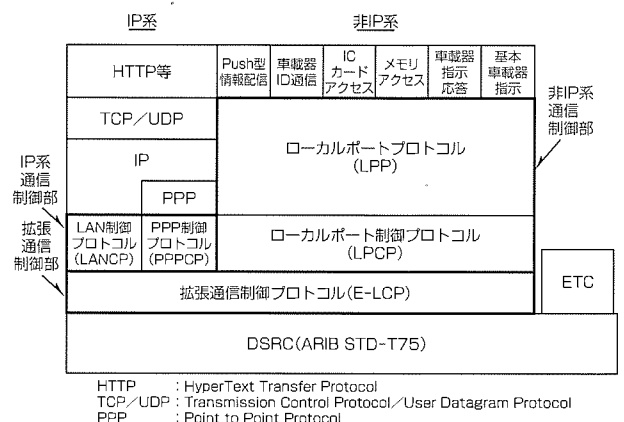 IP系
非IP系
HTTP等
Push型
情報配信
車載器
ID通信
IC
カード
アクセス
メモリ
アクセス
車載器
指示
応答
基本
車載器
指示
非IP系
通信
制御部
TCP／UDP
ローカルポートプロトコル
(LPP)
IP
PPP
IP系
通信
制御部
拡張
通信
制御部
LAN制御
プロトコル
(LANCP)
PPP制御
プロトコル
(PPPCP)
ローカルポート制御プロトコル
(LPCP)
拡張通信制御プロトコル(E-LCP)
ETC
DSRC(ARIB STD-T75)
HTTP : HyperText Transfer Protocol
TCP／UDP : Transmission Control Protocol／User Datagram Protocol
PPP : Point to Point Protocol